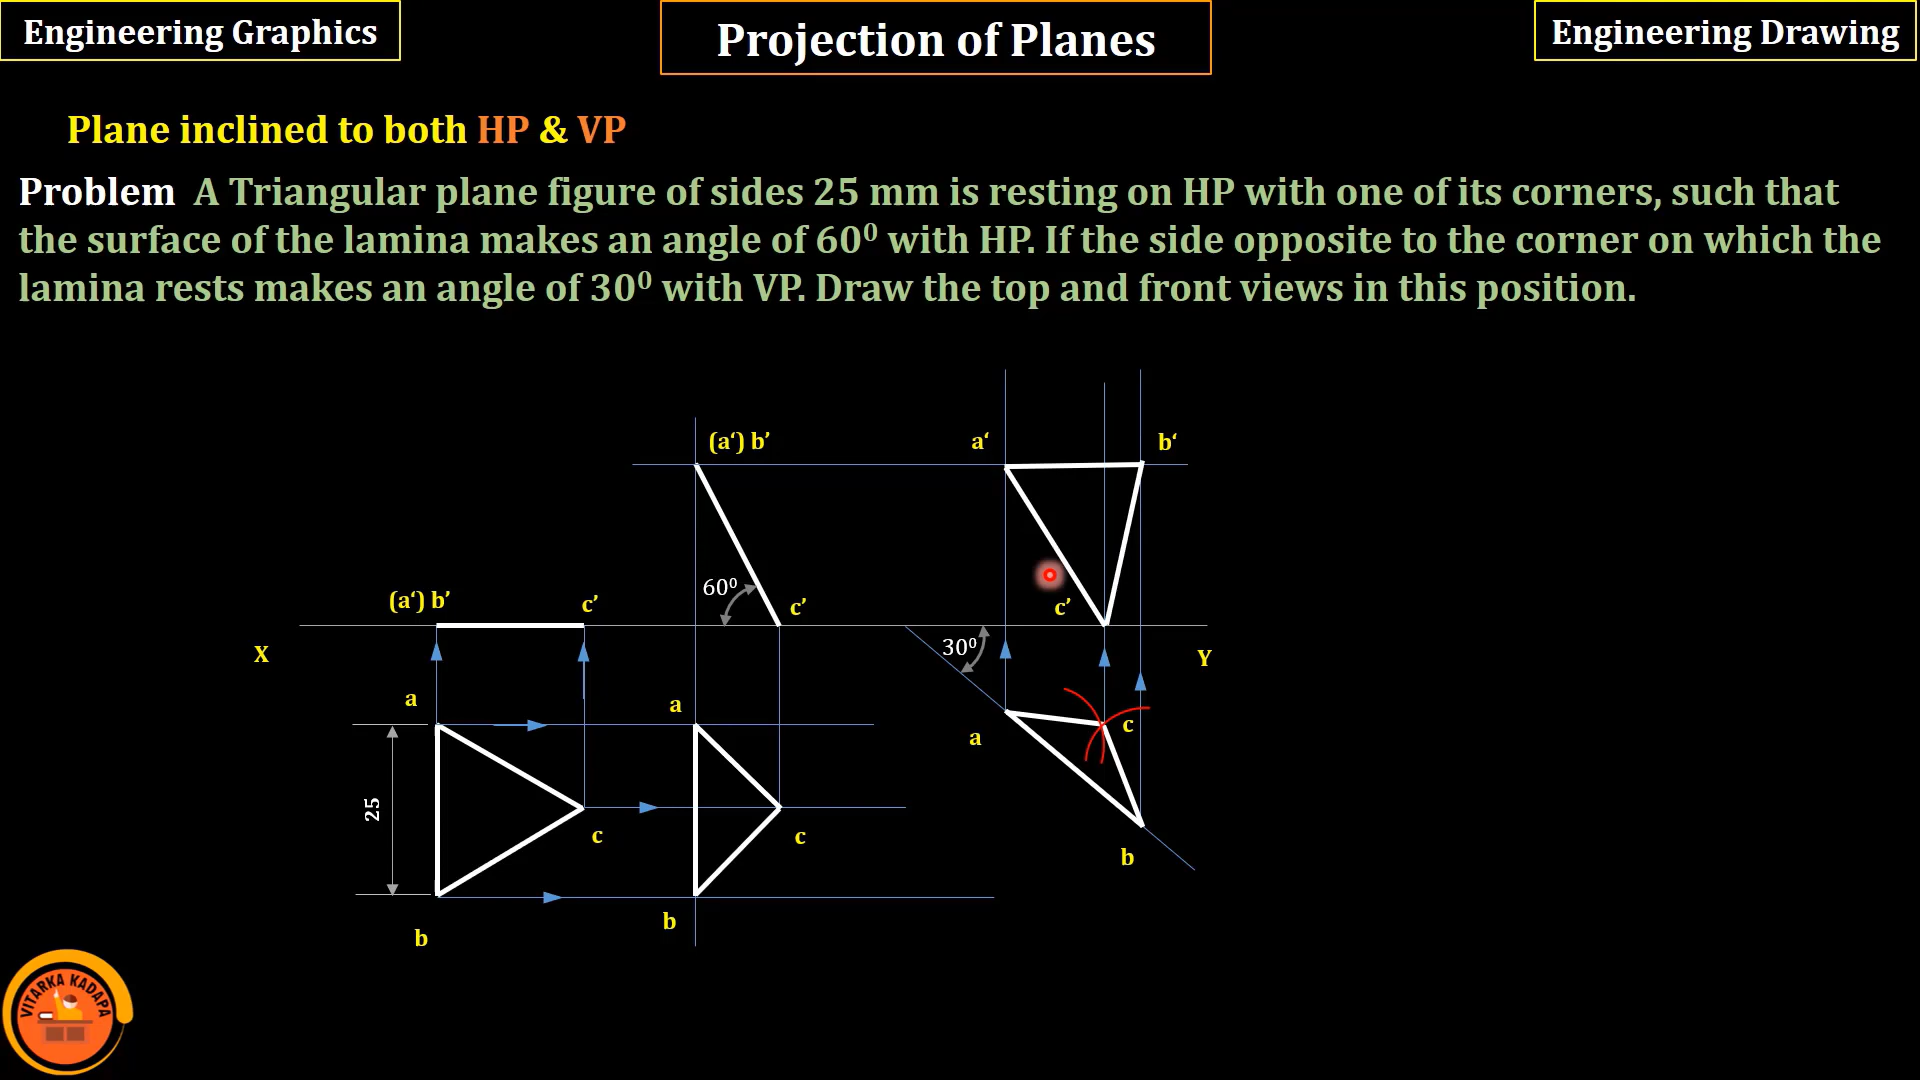 Engineering Graphics
Projection of Planes
Engineering Drawing
Plane inclined to both HP & VP
Problem A Triangular plane figure of sides 25 mm is resting on HP with one of its corners, such that
the surface of the lamina makes an angle of 60⁰ with HP. If the side opposite to the corner on which the
lamina rests makes an angle of 30⁰ with VP. Draw the top and front views in this position.
(a‘) b’
a‘
b‘
60⁰
(a‘) b’
c’
c’
c’
X
30⁰
Y
a
a
c
a
25
c
c
b
b
b
VITARKA KADAPA